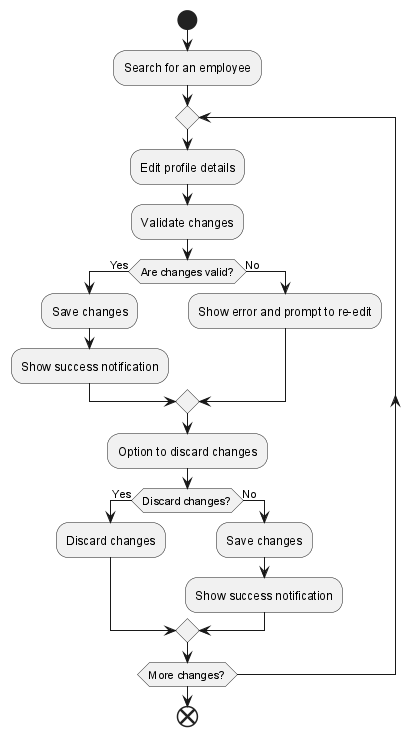 Search for an employee
Edit profile details
Validate changes
Yes
Are changes valid?
No
Save changes
Show error and prompt to re-edit
Show success notification
Option to discard changes
Yes
Discard changes?
No
Discard changes
Save changes
Show success notification
More changes?